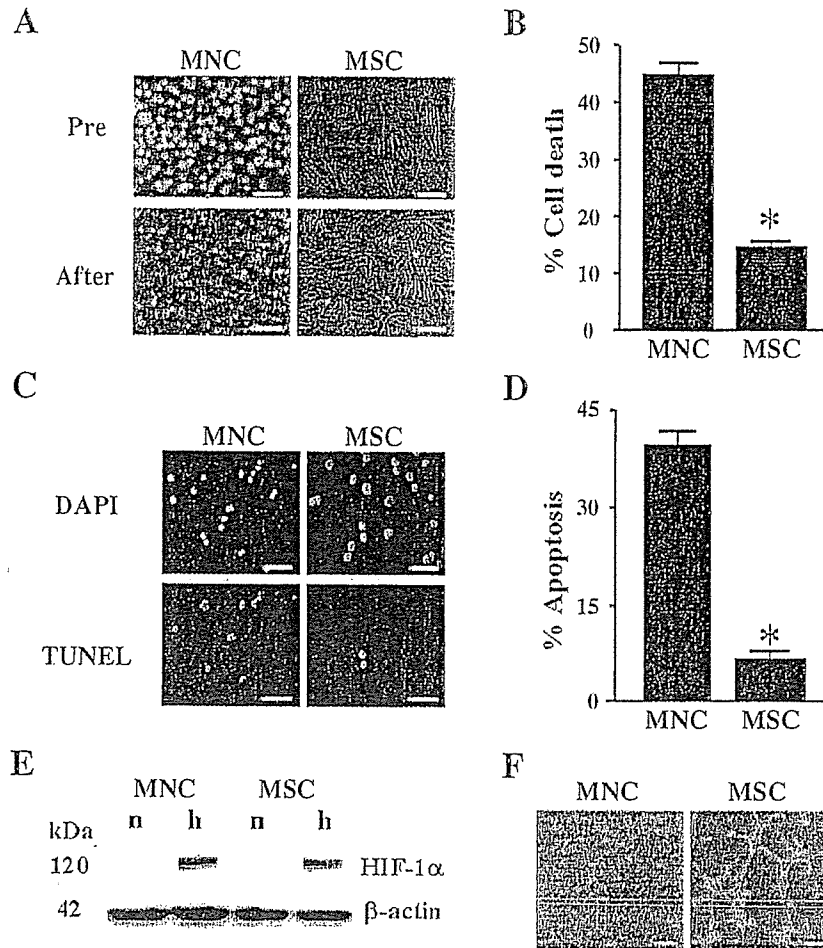 A
MNC MSC
Pre
After
B
% Cell death
50
40
30
20
10
0
*
MNC MSC
C
MNC MSC
DAPI
TUNEL
D
% Apoptosis
45
30
15
0
*
MNC MSC
E
MNC MSC
kDa n h n h
120 HIF-1α
42 β-actin
F
MNC MSC